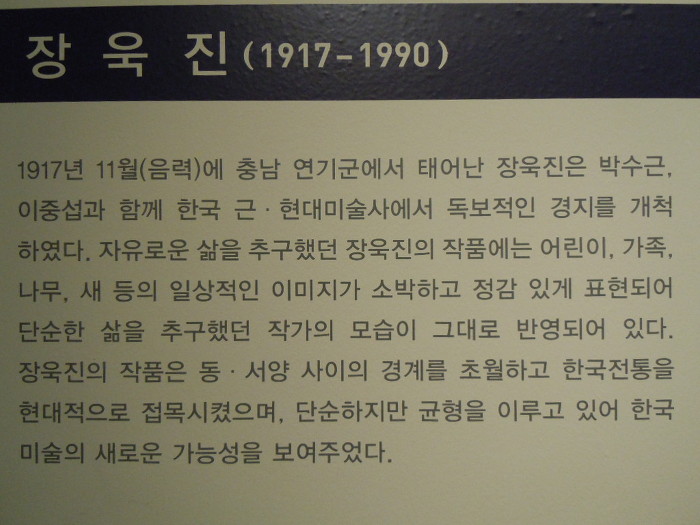 장 욱 진 (1917-1990)
1917년 11월(음력)에 충남 연기군에서 태어난 장욱진은 박수근,
이중섭과 함께 한국 근·현대미술사에서 독보적인 경지를 개척
하였다. 자유로운 삶을 추구했던 장욱진의 작품에는 어린이, 가족,
나무, 새 등의 일상적인 이미지가 소박하고 정감 있게 표현되어
단순한 삶을 추구했던 작가의 모습이 그대로 반영되어 있다.
장욱진의 작품은 동·서양 사이의 경계를 초월하고 한국전통을
현대적으로 접목시켰으며, 단순하지만 균형을 이루고 있어 한국
미술의 새로운 가능성을 보여주었다.